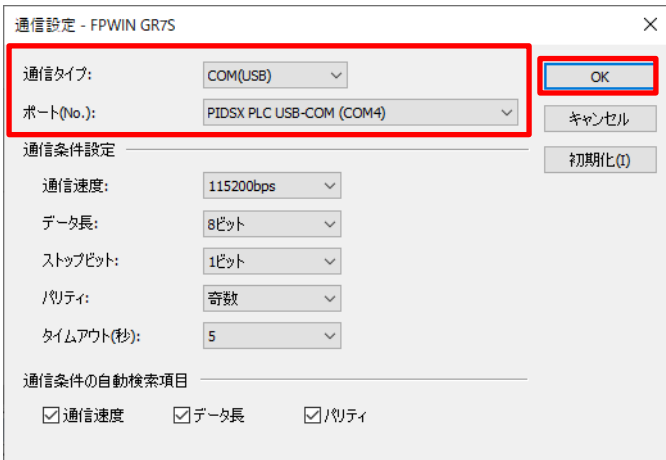 通信設定 - FPWIN GR7S
通信タイプ: COM(USB)
OK
ポート(No.): PIDSX PLC USB-COM (COM4)
キャンセル
通信条件設定
初期化(I)
通信速度: 115200bps
データ長: 8ビット
ストップビット: 1ビット
パリティ: 奇数
タイムアウト(秒): 5
通信条件の自動検索項目
通信速度 データ長 パリティ